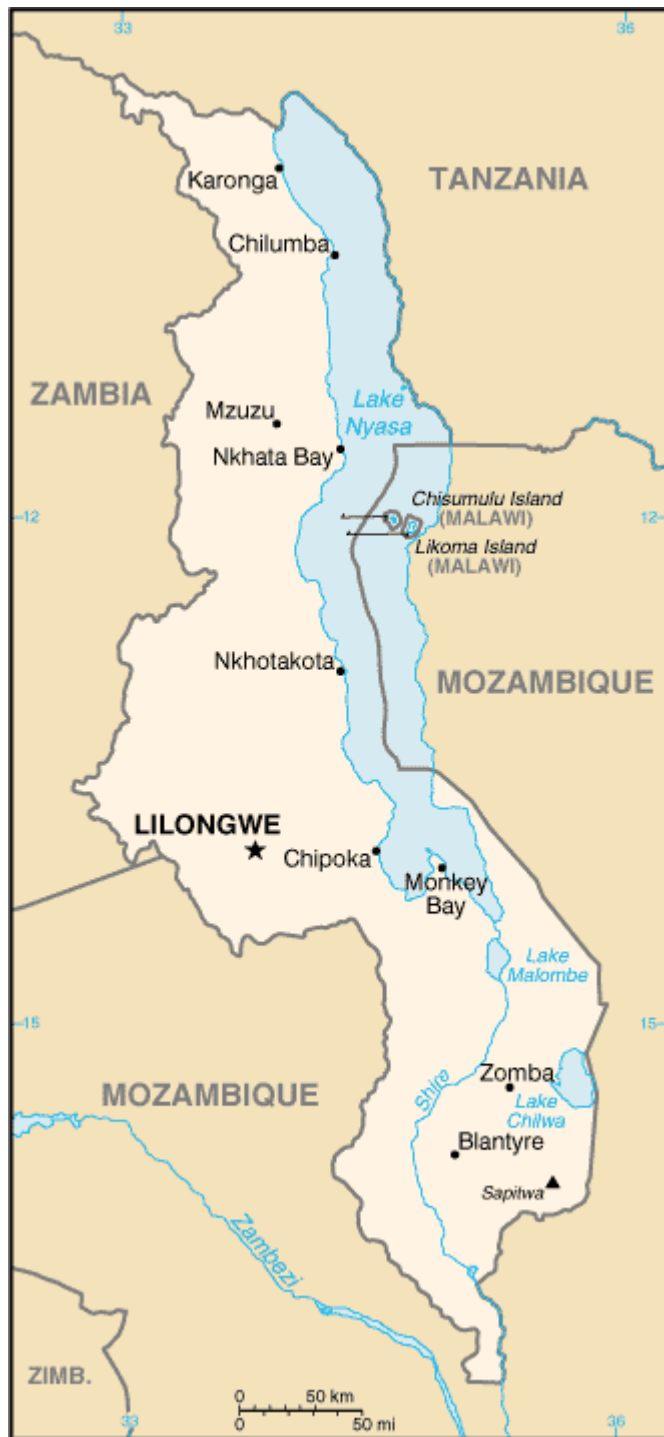 33
36
Karonga
TANZANIA
Chilumba
ZAMBIA
Mzuzu
Lake
Nyasa
Nkhata Bay
Chisumulu Island
(MALAWI)
12
12
Likoma Island
(MALAWI)
Nkhotakota
MOZAMBIQUE
LILONGWE
Chipoka
Monkey
Bay
Lake
Malombe
15
15
MOZAMBIQUE
Shire
Zomba
Lake
Chilwa
Blantyre
Sapitwa
Zambezi
ZIMB.
0 50 km
0 50 mi
33
36